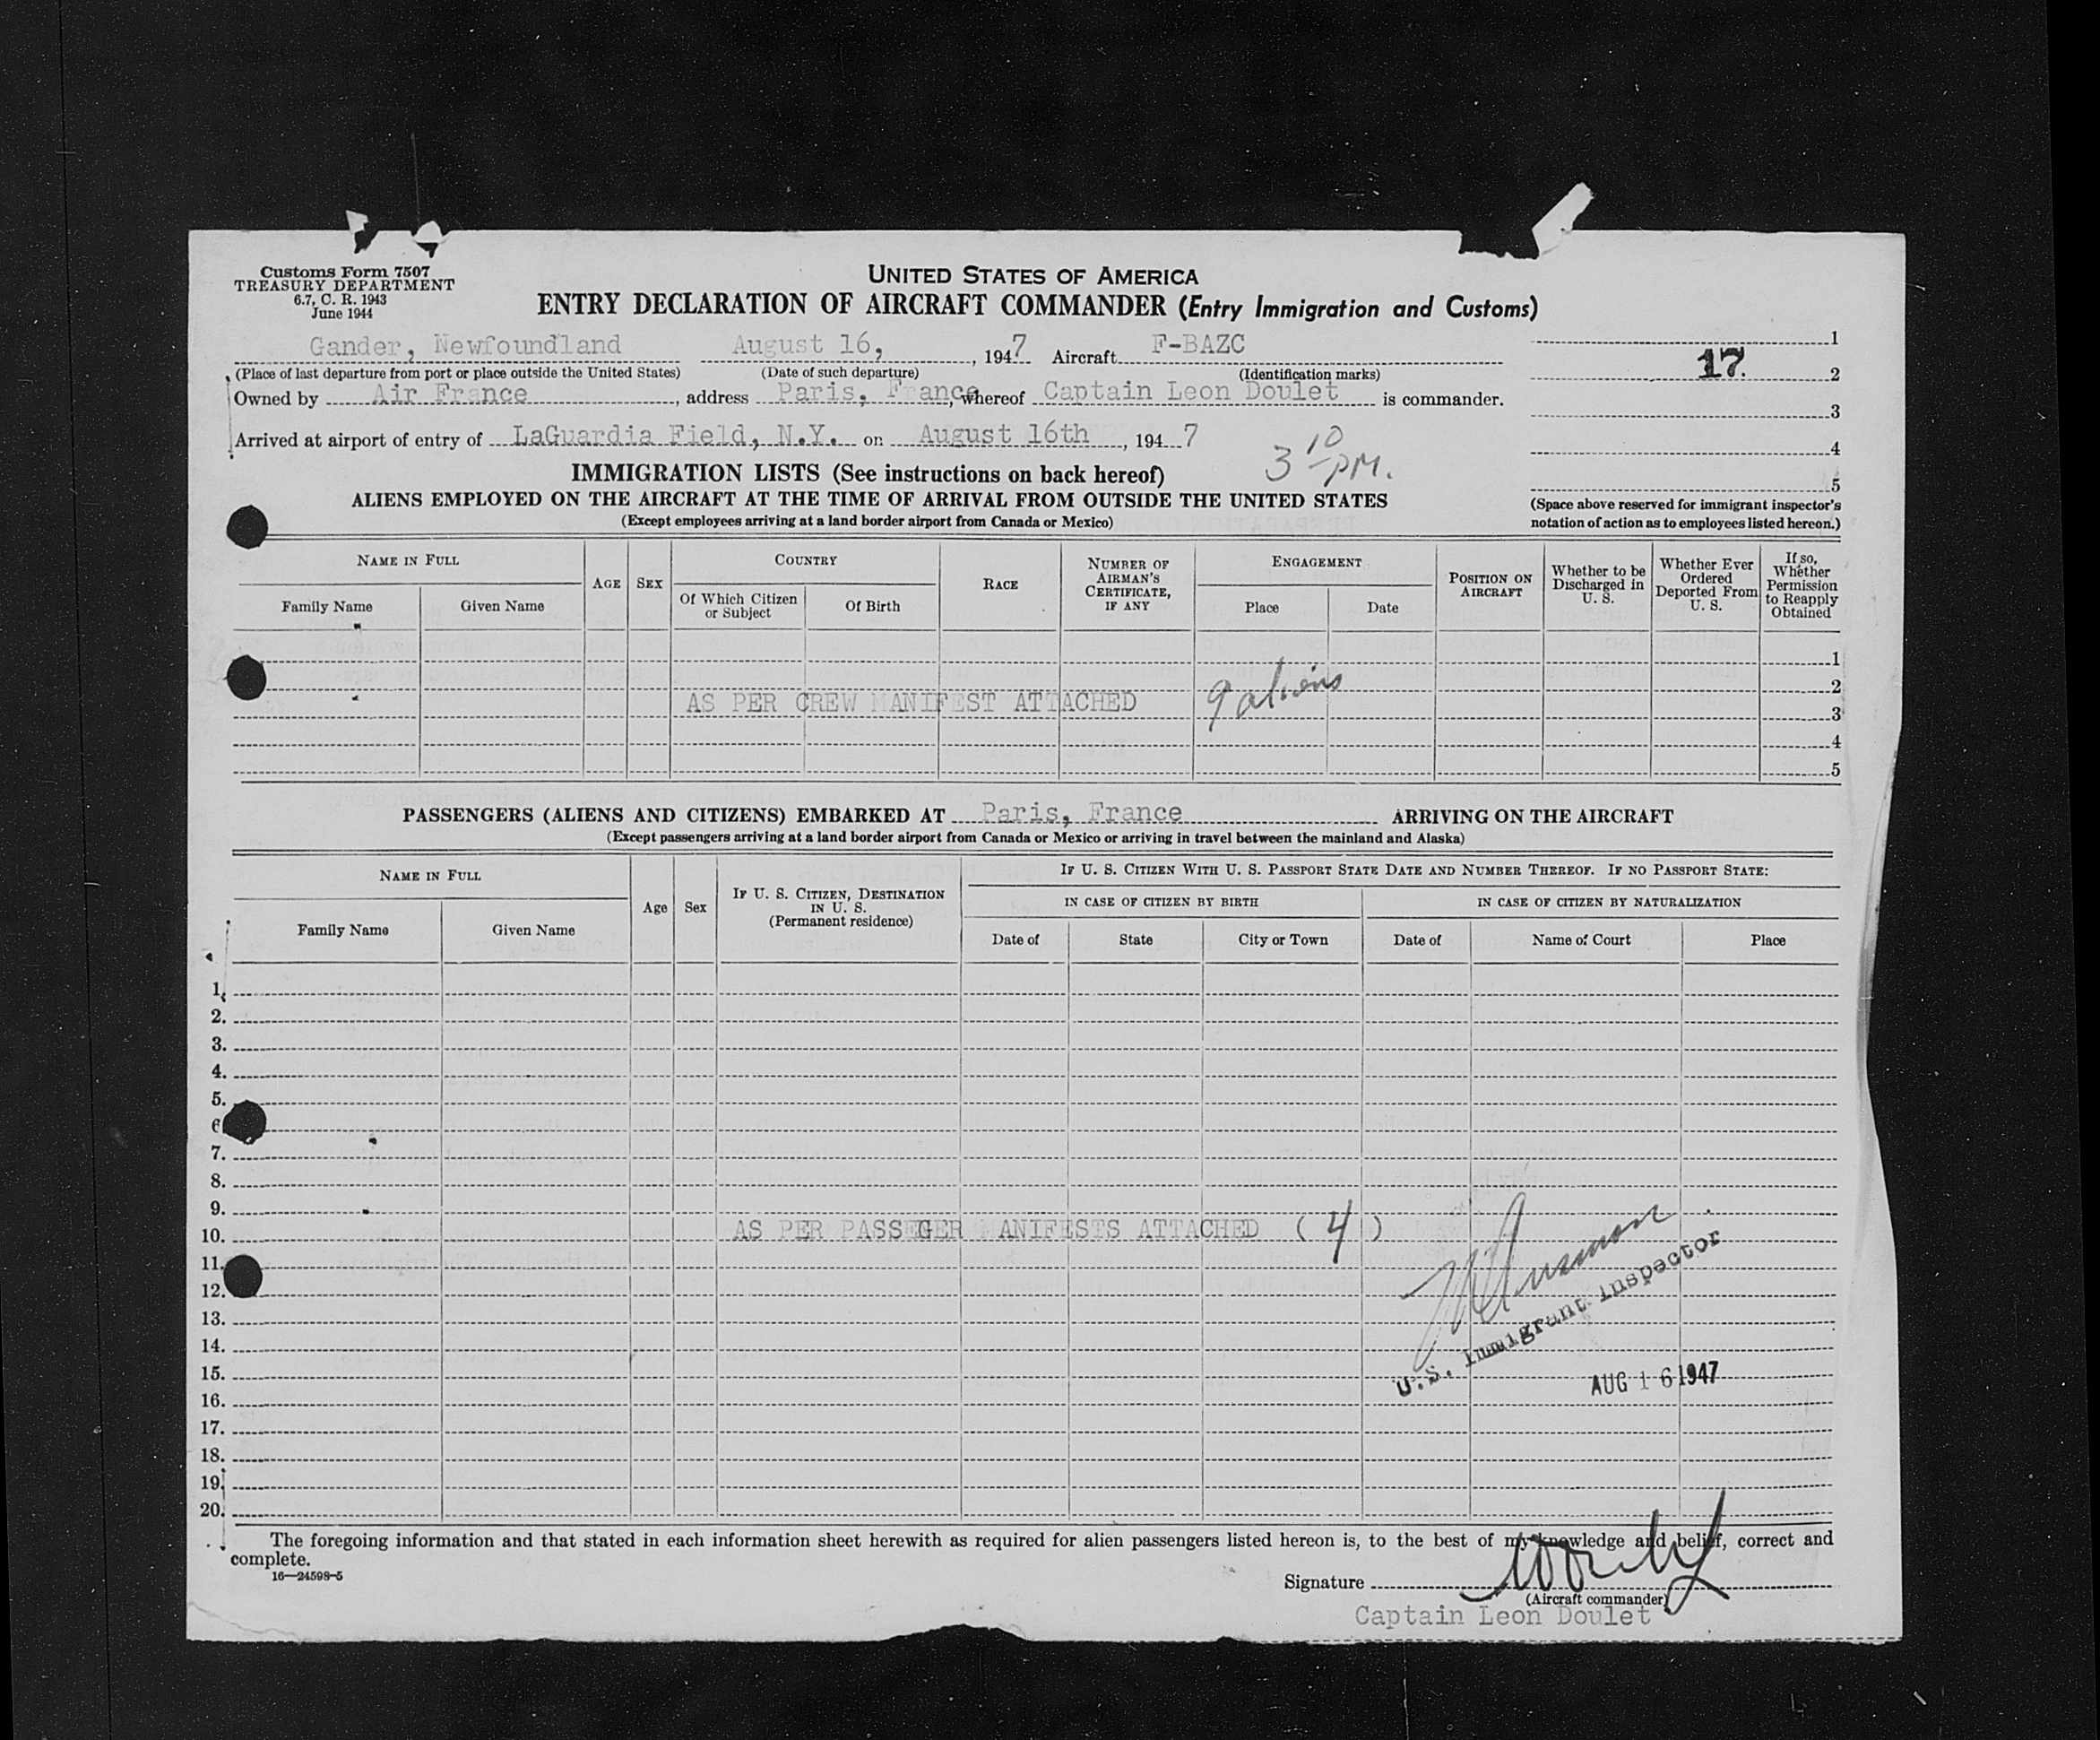 Customs Form 7507
TREASURY DEPARTMENT
6.7, C. R. 1943
June 1944
UNITED STATES OF AMERICA
ENTRY DECLARATION OF AIRCRAFT COMMANDER (Entry Immigration and Customs)
Gander, Newfoundland August 16, , 1947 Aircraft F-BAZC
(Place of last departure from port or place outside the United States) (Date of such departure) (Identification marks)
Owned by Air France, address Paris, France, whereof Captain Leon Doulet is commander.
Arrived at airport of entry of LaGuardia Field, N.Y. on August 16th, 1947
3 10 PM.
1
17. 2
3
4
5
(Space above reserved for immigrant inspector's
notation of action as to employees listed hereon.)
IMMIGRATION LISTS (See instructions on back hereof)
ALIENS EMPLOYED ON THE AIRCRAFT AT THE TIME OF ARRIVAL FROM OUTSIDE THE UNITED STATES
(Except employees arriving at a land border airport from Canada or Mexico)
NAME IN FULL
Family Name
Given Name
AGE
SEX
COUNTRY
Of Which Citizen
or Subject
Of Birth
RACE
NUMBER OF
AIRMAN'S
CERTIFICATE,
IF ANY
ENGAGEMENT
Place
Date
POSITION ON
AIRCRAFT
Whether to be
Discharged in
U. S.
Whether Ever
Ordered
Deported From
U. S.
If so,
Whether
Permission
to Reapply
Obtained
1
2
AS PER CREW MANIFEST ATTACHED 9 aliens
3
4
5
PASSENGERS (ALIENS AND CITIZENS) EMBARKED AT Paris, France ARRIVING ON THE AIRCRAFT
(Except passengers arriving at a land border airport from Canada or Mexico or arriving in travel between the mainland and Alaska)
NAME IN FULL
Family Name
Given Name
Age
Sex
IF U. S. CITIZEN, DESTINATION
IN U. S.
(Permanent residence)
IF U. S. CITIZEN WITH U. S. PASSPORT STATE DATE AND NUMBER THEREOF. IF NO PASSPORT STATE:
IN CASE OF CITIZEN BY BIRTH
Date of
State
City or Town
IN CASE OF CITIZEN BY NATURALIZATION
Date of
Name of Court
Place
1.
2.
3.
4.
5.
6
7.
8.
9.
10. AS PER PASSEGER ANIFESTS ATTACHED (4)
11.
12.
13.
14.
15.
16.
17.
18.
19.
20.
U.S. Immigrant Inspector
AUG 16 1947
The foregoing information and that stated in each information sheet herewith as required for alien passengers listed hereon is, to the best of my knowledge and belief, correct and
complete.
16—24598-5
Signature
(Aircraft commander)
Captain Leon Doulet